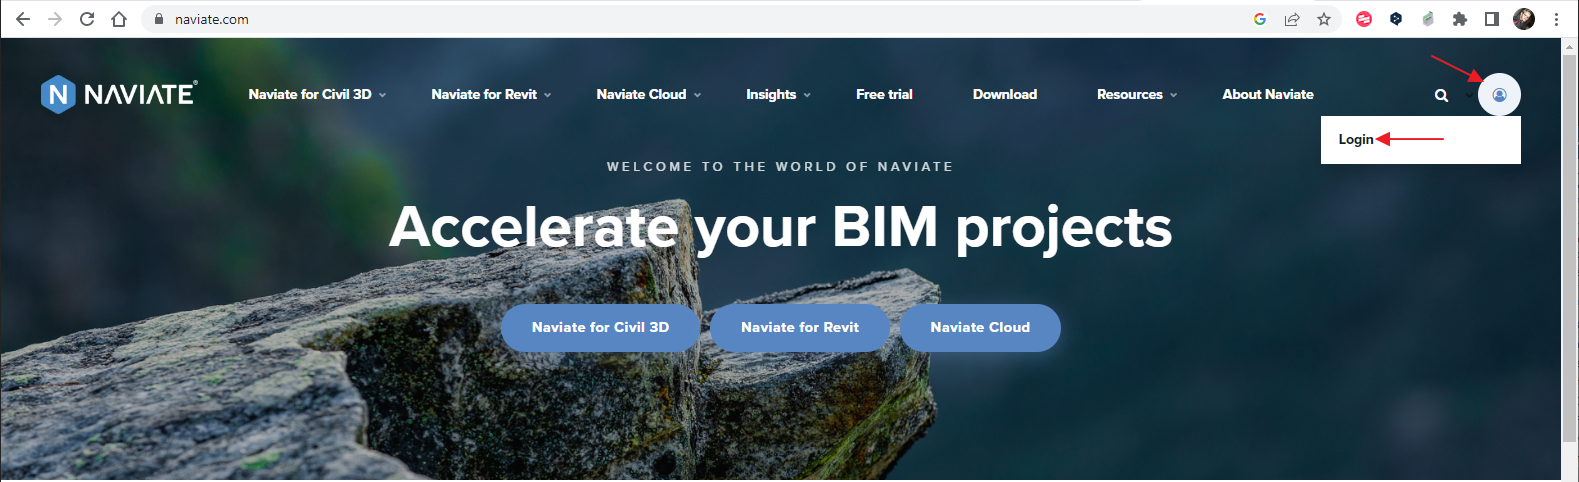 naviate.com
N NAVIATE®
Naviate for Civil 3D
Naviate for Revit
Naviate Cloud
Insights
Free trial
Download
Resources
About Naviate
Login
WELCOME TO THE WORLD OF NAVIATE
Accelerate your BIM projects
Naviate for Civil 3D
Naviate for Revit
Naviate Cloud